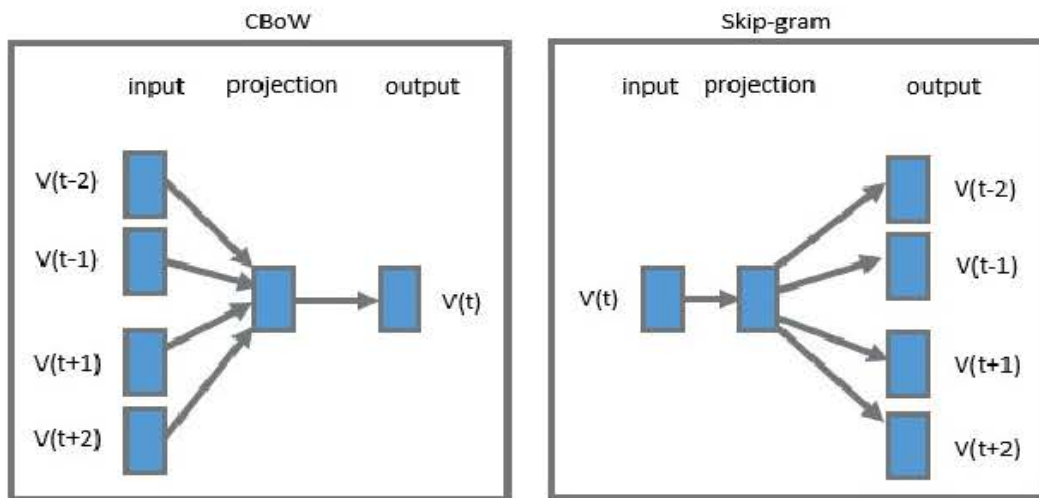 CBoW
input projection output
V(t-2)
V(t-1)
V(t)
V(t+1)
V(t+2)
Skip-gram
input projection output
V(t-2)
V(t-1)
V(t)
V(t+1)
V(t+2)